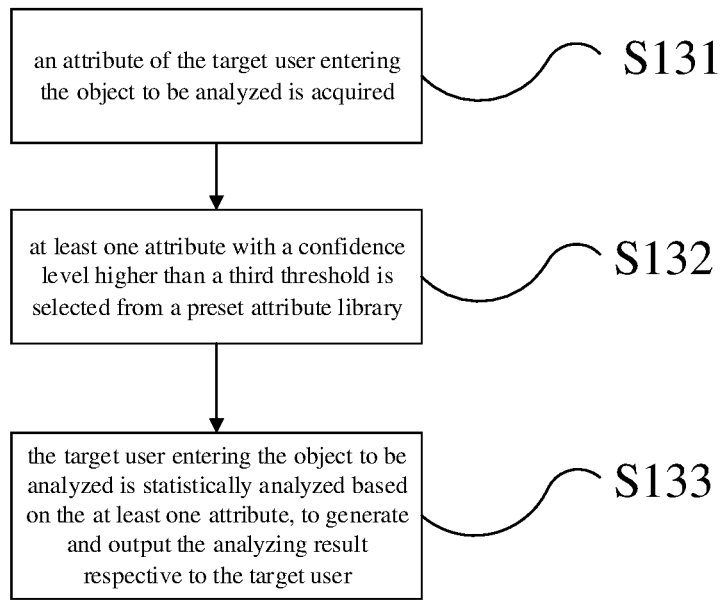 an attribute of the target user entering
the object to be analyzed is acquired
S131
at least one attribute with a confidence
level higher than a third threshold is
selected from a preset attribute library
S132
the target user entering the object to be
analyzed is statistically analyzed based
on the at least one attribute, to generate
and output the analyzing result
respective to the target user
S133